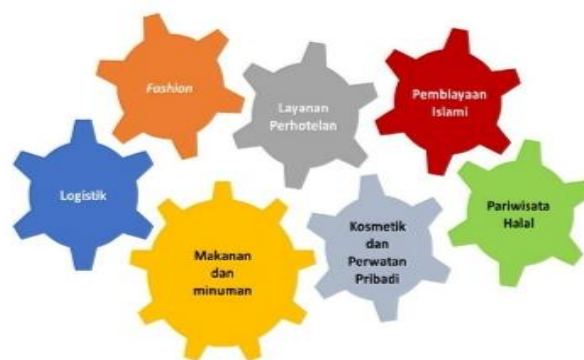 Fashion
Layanan
Perhotelan
Pembiayaan
Islami
Logistik
Makanan
dan
minuman
Kosmetik
dan
Perwatan
Pribadi
Pariwisata
Halal